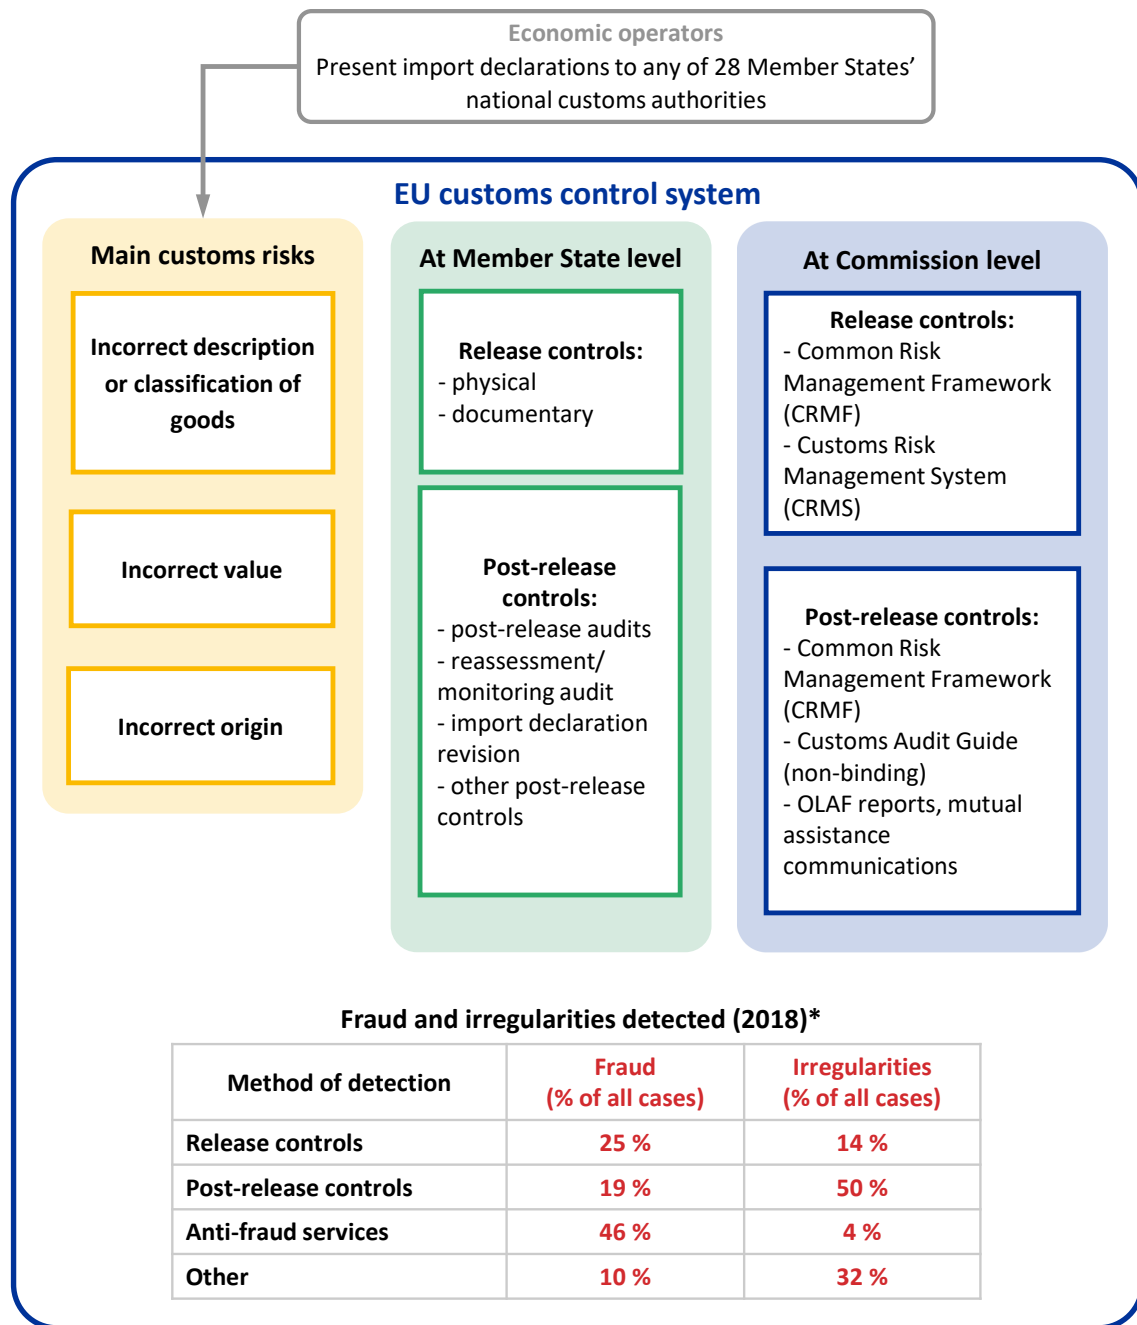 Economic operators
Present import declarations to any of 28 Member States’
national customs authorities
EU customs control system
Main customs risks
Incorrect description
or classification of
goods
Incorrect value
Incorrect origin
At Member State level
Release controls:
- physical
- documentary
Post-release
controls:
- post-release audits
- reassessment/
monitoring audit
- import declaration
revision
- other post-release
controls
At Commission level
Release controls:
- Common Risk
Management Framework
(CRMF)
- Customs Risk
Management System
(CRMS)
Post-release controls:
- Common Risk
Management Framework
(CRMF)
- Customs Audit Guide
(non-binding)
- OLAF reports, mutual
assistance
communications
Fraud and irregularities detected (2018)*
Method of detection
Fraud
(% of all cases)
Irregularities
(% of all cases)
Release controls 25 % 14 %
Post-release controls 19 % 50 %
Anti-fraud services 46 % 4 %
Other 10 % 32 %